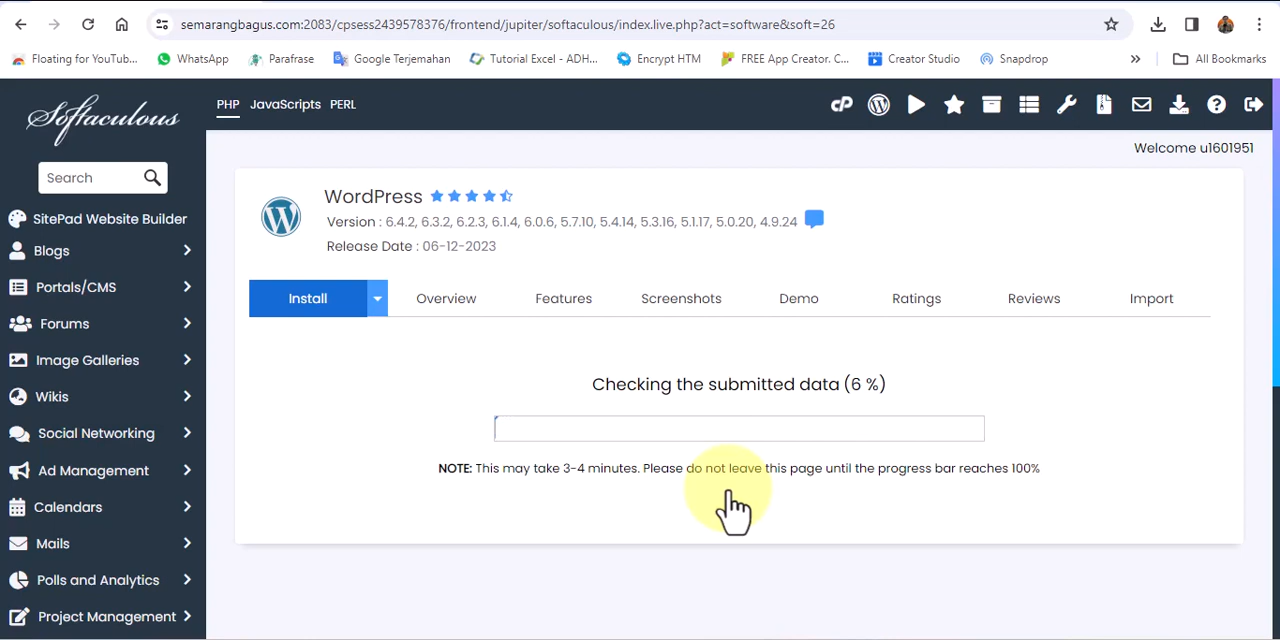 semarangbagus.com:2083/cpsess2439578376/frontend/jupiter/softaculous/index.live.php?act=software&soft=26
Floating for YouTub... WhatsApp Parafrase Google Terjemahan Tutorial Excel - ADH... Encrypt HTM FREE App Creator. C... Creator Studio Snapdrop » All Bookmarks
Softaculous
PHP JavaScripts PERL
cP
Welcome u1601951
Search
SitePad Website Builder
Blogs
Portals/CMS
Forums
Image Galleries
Wikis
Social Networking
Ad Management
Calendars
Mails
Polls and Analytics
Project Management
WordPress
Version : 6.4.2, 6.3.2, 6.2.3, 6.1.4, 6.0.6, 5.7.10, 5.4.14, 5.3.16, 5.1.17, 5.0.20, 4.9.24
Release Date : 06-12-2023
Install Overview Features Screenshots Demo Ratings Reviews Import
Checking the submitted data (6 %)
NOTE: This may take 3-4 minutes. Please do not leave this page until the progress bar reaches 100%